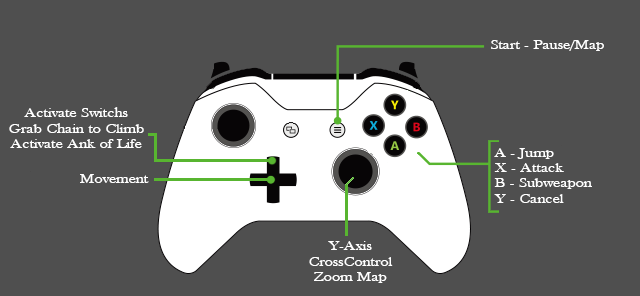 Start - Pause/Map
Y
X
B
A
Activate Switchs
Grab Chain to Climb
Activate Ank of Life
Movement
A - Jump
X - Attack
B - Subweapon
Y - Cancel
Y-Axis
CrossControl
Zoom Map